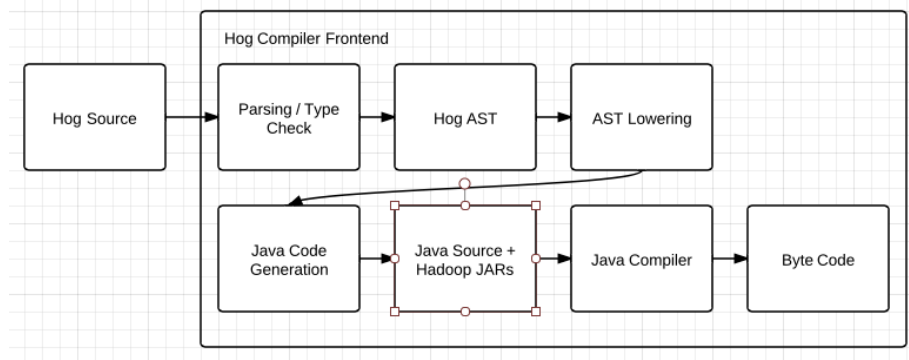 Hog Compiler Frontend
Hog Source
Parsing / Type
Check
Hog AST
AST Lowering
Java Code
Generation
Java Source +
Hadoop JARs
Java Compiler
Byte Code